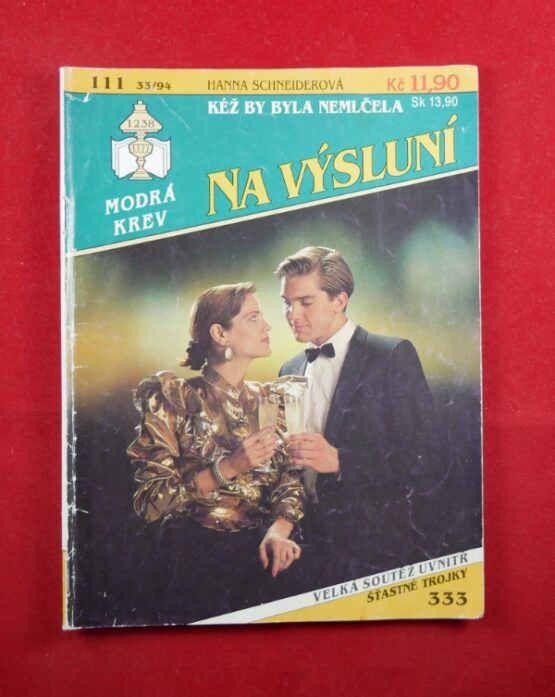 111 33/94
HANNA SCHNEIDEROVÁ
Kč 11,90
KÉŽ BY BYLA NEMLČELA
Sk 13,90
1238
MODRÁ
KREV
NA VÝSLUNÍ
VELKÁ SOUTĚŽ UVNITŘ
ŠŤASTNÉ TROJKY
333